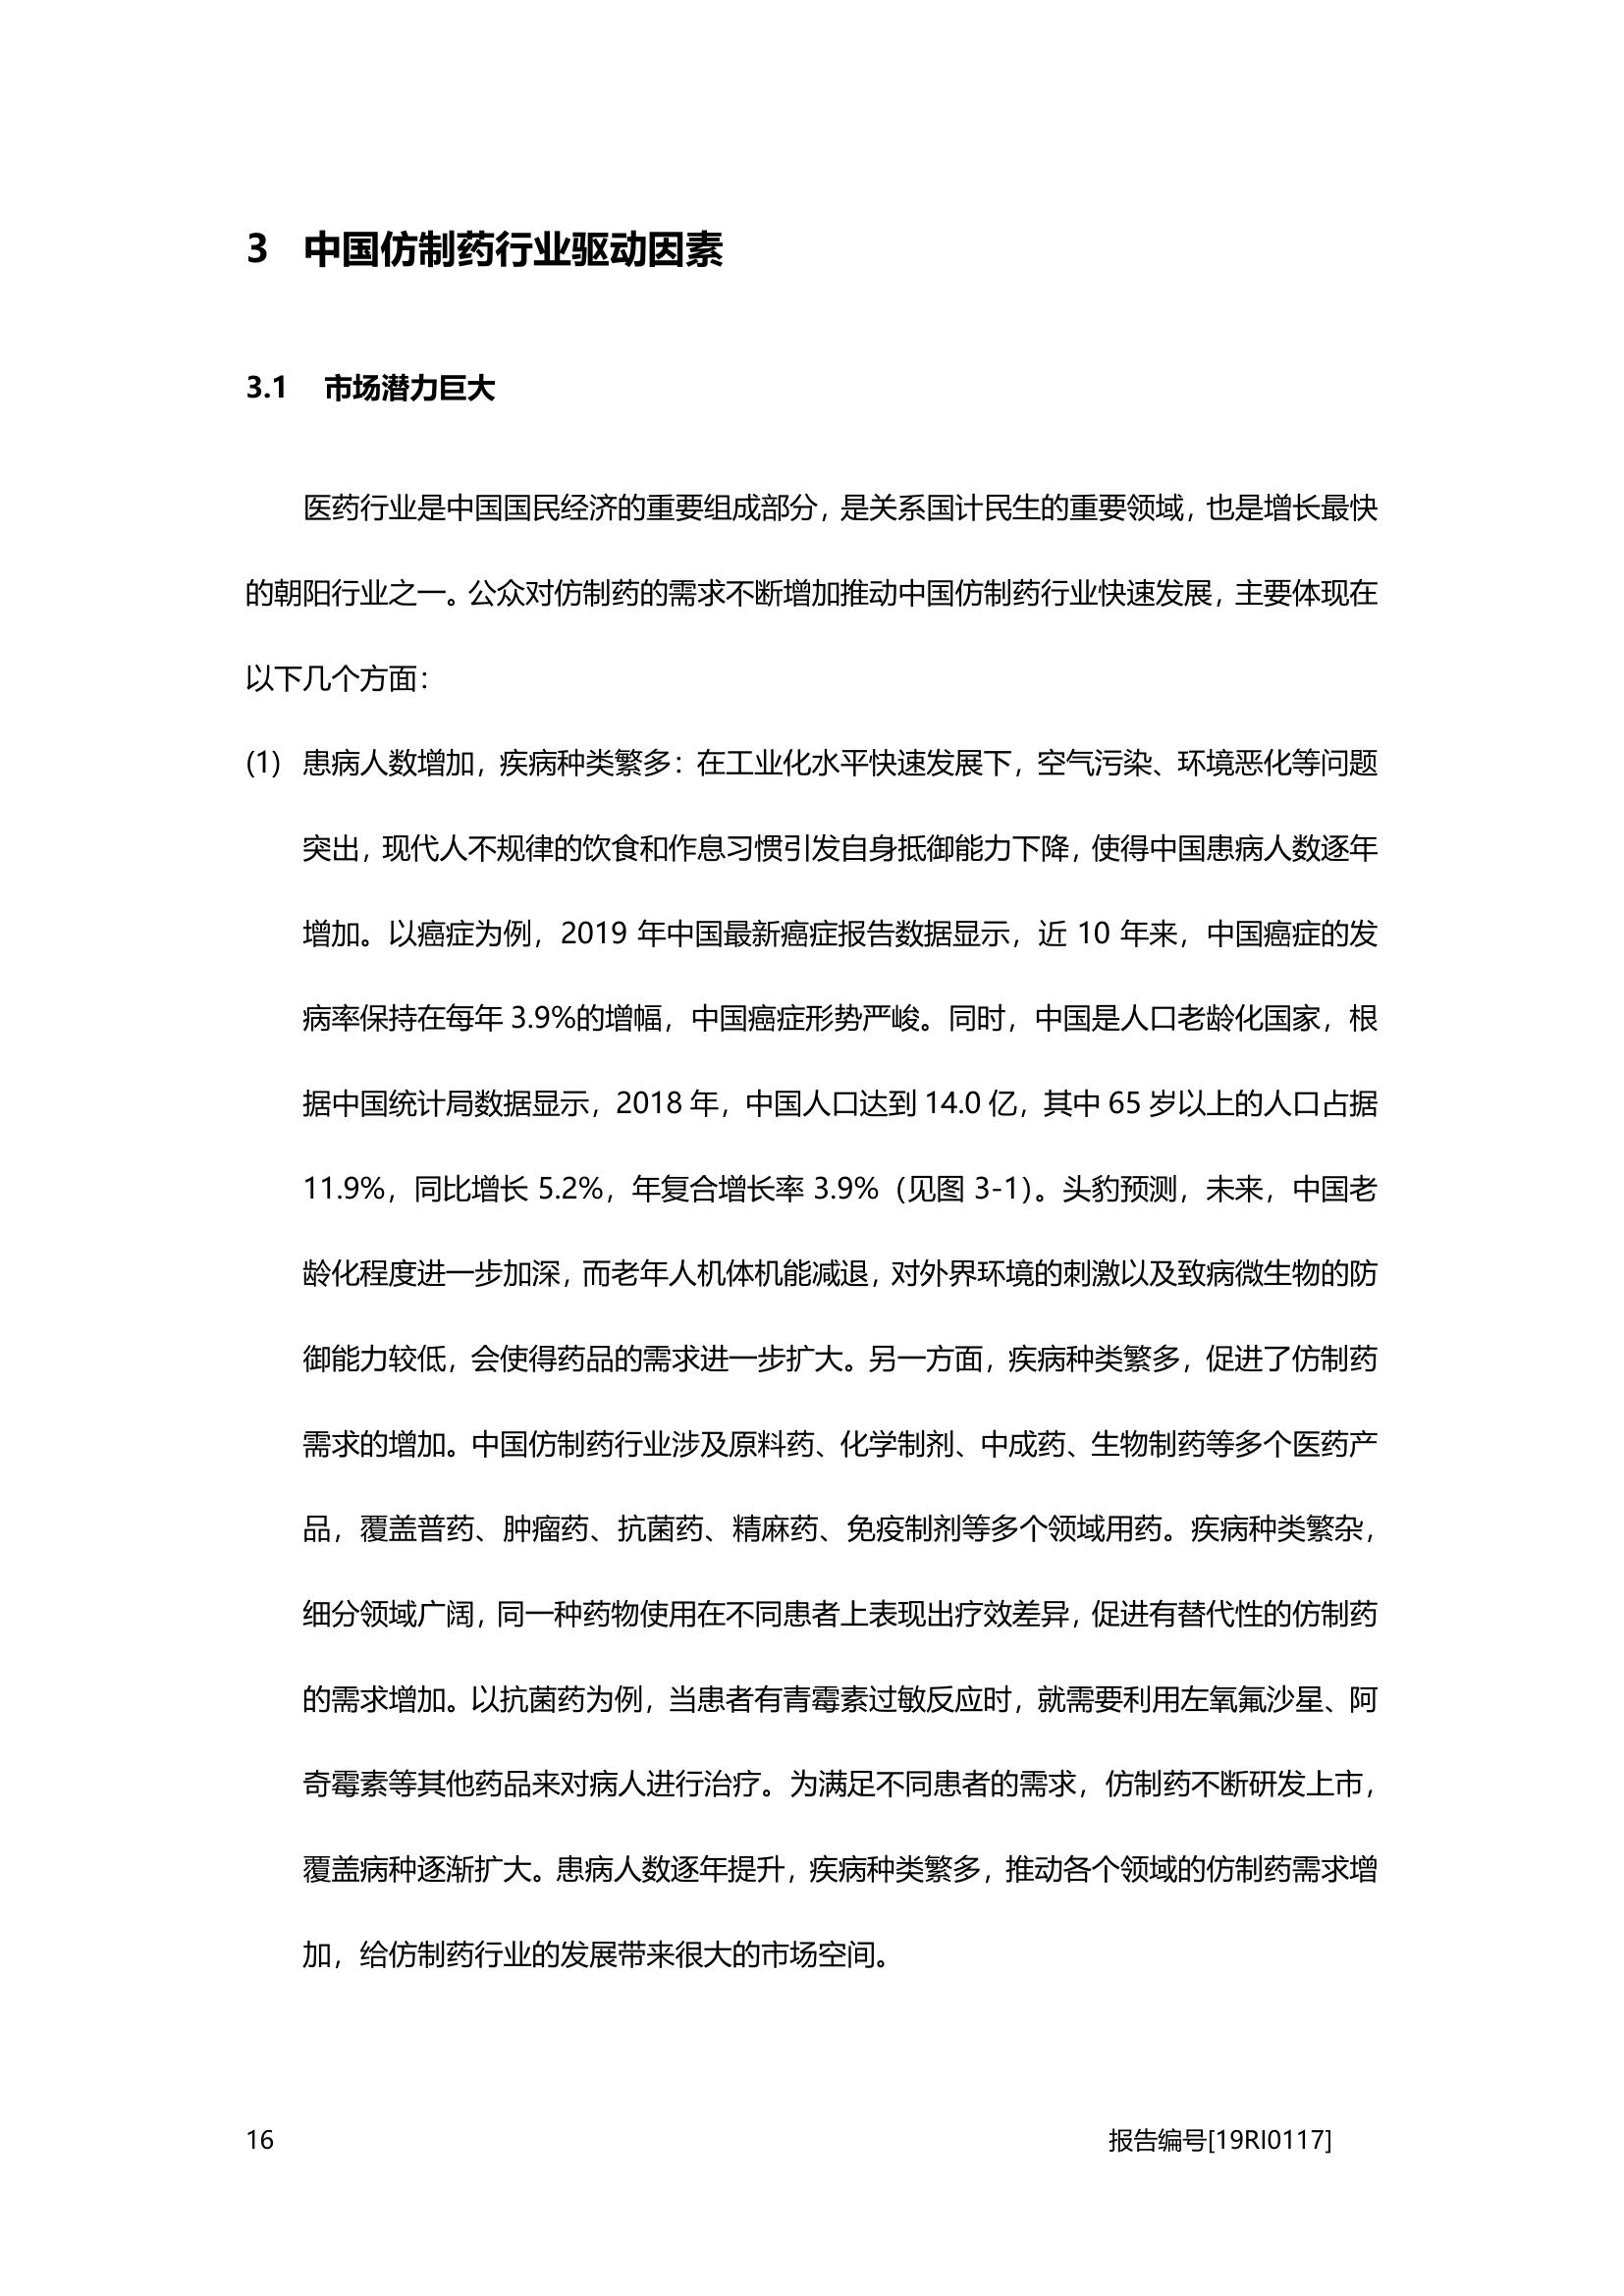 3 中国仿制药行业驱动因素
3.1 市场潜力巨大
医药行业是中国国民经济的重要组成部分，是关系国计民生的重要领域，也是增长最快
的朝阳行业之一。公众对仿制药的需求不断增加推动中国仿制药行业快速发展，主要体现在
以下几个方面：
(1) 患病人数增加，疾病种类繁多：在工业化水平快速发展下，空气污染、环境恶化等问题
突出，现代人不规律的饮食和作息习惯引发自身抵御能力下降，使得中国患病人数逐年
增加。以癌症为例，2019 年中国最新癌症报告数据显示，近 10 年来，中国癌症的发
病率保持在每年 3.9%的增幅，中国癌症形势严峻。同时，中国是人口老龄化国家，根
据中国统计局数据显示，2018 年，中国人口达到 14.0 亿，其中 65 岁以上的人口占据
11.9%，同比增长 5.2%，年复合增长率 3.9%（见图 3-1）。头豹预测，未来，中国老
龄化程度进一步加深，而老年人机体机能减退，对外界环境的刺激以及致病微生物的防
御能力较低，会使得药品的需求进一步扩大。另一方面，疾病种类繁多，促进了仿制药
需求的增加。中国仿制药行业涉及原料药、化学制剂、中成药、生物制药等多个医药产
品，覆盖普药、肿瘤药、抗菌药、精麻药、免疫制剂等多个领域用药。疾病种类繁杂，
细分领域广阔，同一种药物使用在不同患者上表现出疗效差异，促进有替代性的仿制药
的需求增加。以抗菌药为例，当患者有青霉素过敏反应时，就需要利用左氧氟沙星、阿
奇霉素等其他药品来对病人进行治疗。为满足不同患者的需求，仿制药不断研发上市，
覆盖病种逐渐扩大。患病人数逐年提升，疾病种类繁多，推动各个领域的仿制药需求增
加，给仿制药行业的发展带来很大的市场空间。
16 报告编号[19RI0117]